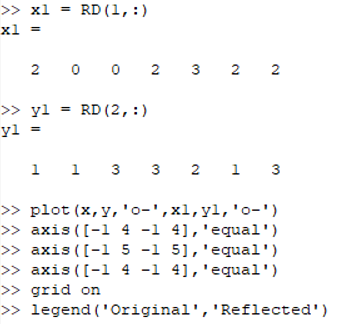 >> x1 = RD(1,:)
x1 =
2 0 0 2 3 2 2
>> y1 = RD(2,:)
y1 =
1 1 3 3 2 1 3
>> plot(x,y,'o-',x1,y1,'o-')
>> axis([-1 4 -1 4],'equal')
>> axis([-1 5 -1 5],'equal')
>> axis([-1 4 -1 4],'equal')
>> grid on
>> legend('Original','Reflected')